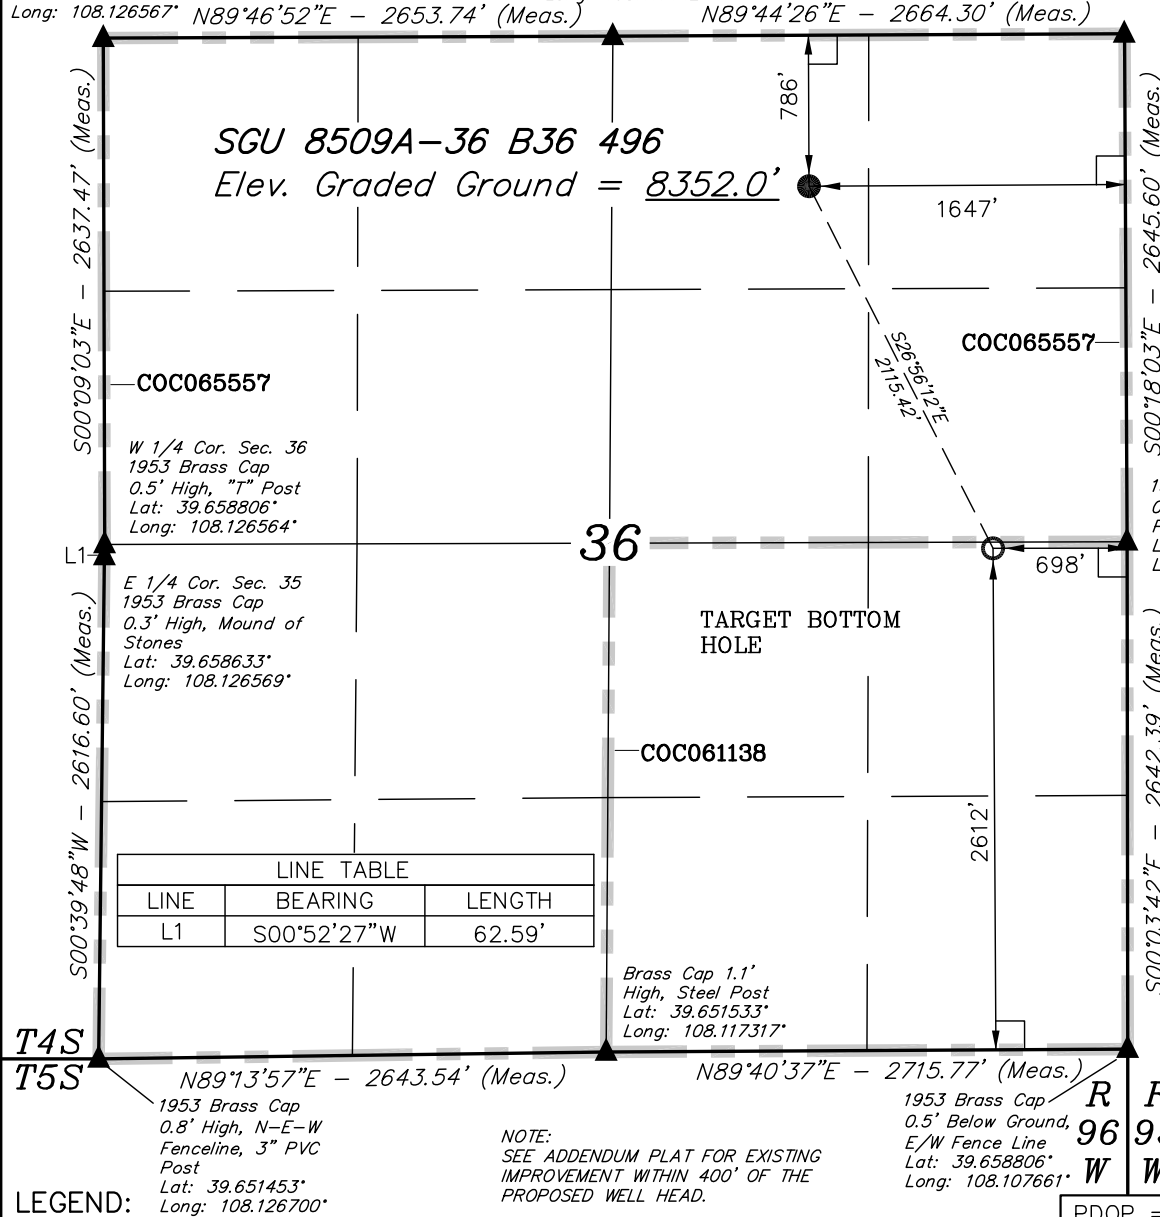 Long: 108.126567°
N89°46'52"E - 2653.74' (Meas.)
N89°44'26"E - 2664.30' (Meas.)
S00°09'03"E - 2637.47' (Meas.)
786'
S00°18'03"E - 2645.60' (Meas.)
SGU 8509A-36 B36 496
Elev. Graded Ground = 8352.0'
1647'
COC065557
COC065557
S26°56'12"E
2115.42'
W 1/4 Cor. Sec. 36
1953 Brass Cap
0.5' High, "T" Post
Lat: 39.658806°
Long: 108.126564°
36
L1
698'
E 1/4 Cor. Sec. 35
1953 Brass Cap
0.3' High, Mound of
Stones
Lat: 39.658633°
Long: 108.126569°
TARGET BOTTOM
HOLE
S00°39'48"W - 2616.60' (Meas.)
COC061138
2612'
S00°03'42"E - 2642.39' (Meas.)
LINE TABLE
LINE BEARING LENGTH
L1 S00°52'27"W 62.59'
Brass Cap 1.1'
High, Steel Post
Lat: 39.651533°
Long: 108.117317°
T4S
T5S
N89°13'57"E - 2643.54' (Meas.)
N89°40'37"E - 2715.77' (Meas.)
1953 Brass Cap
0.8' High, N-E-W
Fenceline, 3" PVC
Post
Lat: 39.651453°
Long: 108.126700°
NOTE:
SEE ADDENDUM PLAT FOR EXISTING
IMPROVEMENT WITHIN 400' OF THE
PROPOSED WELL HEAD.
1953 Brass Cap
0.5' Below Ground,
E/W Fence Line
Lat: 39.658806°
Long: 108.107661°
R
96
W
LEGEND:
PDOP =